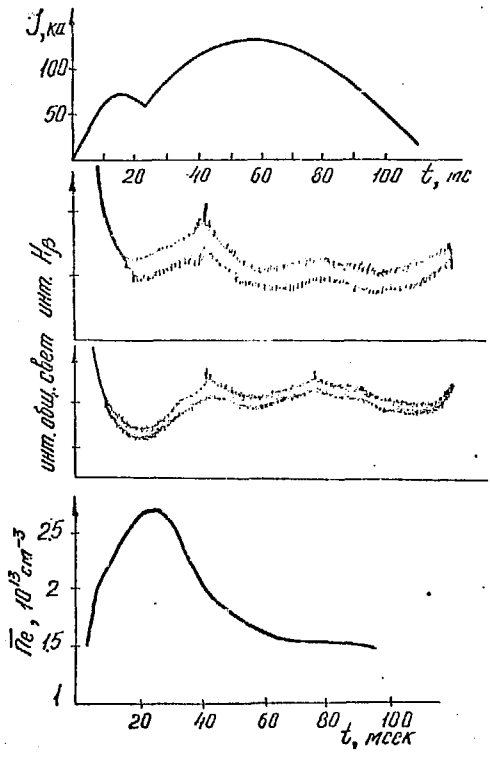 J, ка
100
50
20 40 60 80 100 t, мс
инт. Hβ
инт. общ. свет
n̅e, 10¹³ cm⁻³
2,5
2
1,5
1
20 40 60 80 100
t, мсек